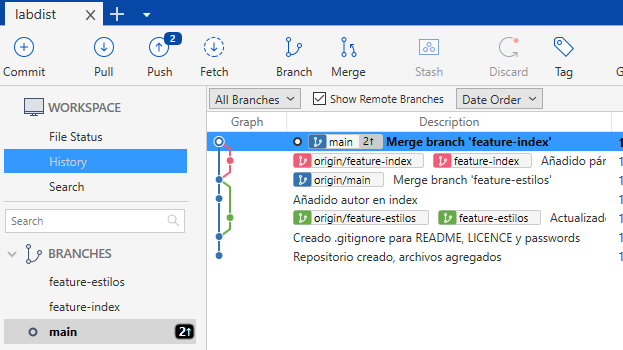 labdist
2
Commit Pull Push Fetch Branch Merge Stash Discard Tag
WORKSPACE
File Status
History
Search
Search
BRANCHES
feature-estilos
feature-index
main 2↑
All Branches Show Remote Branches Date Order
Graph Description
main 2↑ Merge branch 'feature-index'
origin/feature-index feature-index Añadido pár
origin/main Merge branch 'feature-estilos'
Añadido autor en index
origin/feature-estilos feature-estilos Actualizad
Creado .gitignore para README, LICENCE y passwords
Repositorio creado, archivos agregados